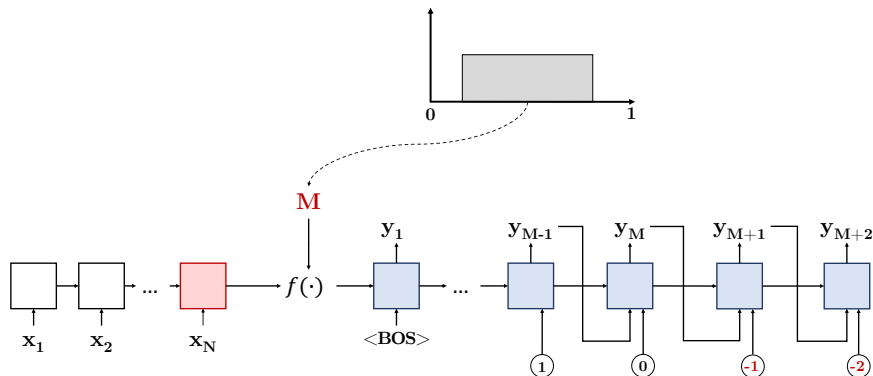 0 1
M
y1 yM-1 yM yM+1 yM+2
... f(·) ...
x1 x2 xN <BOS>
1 0 -1 -2